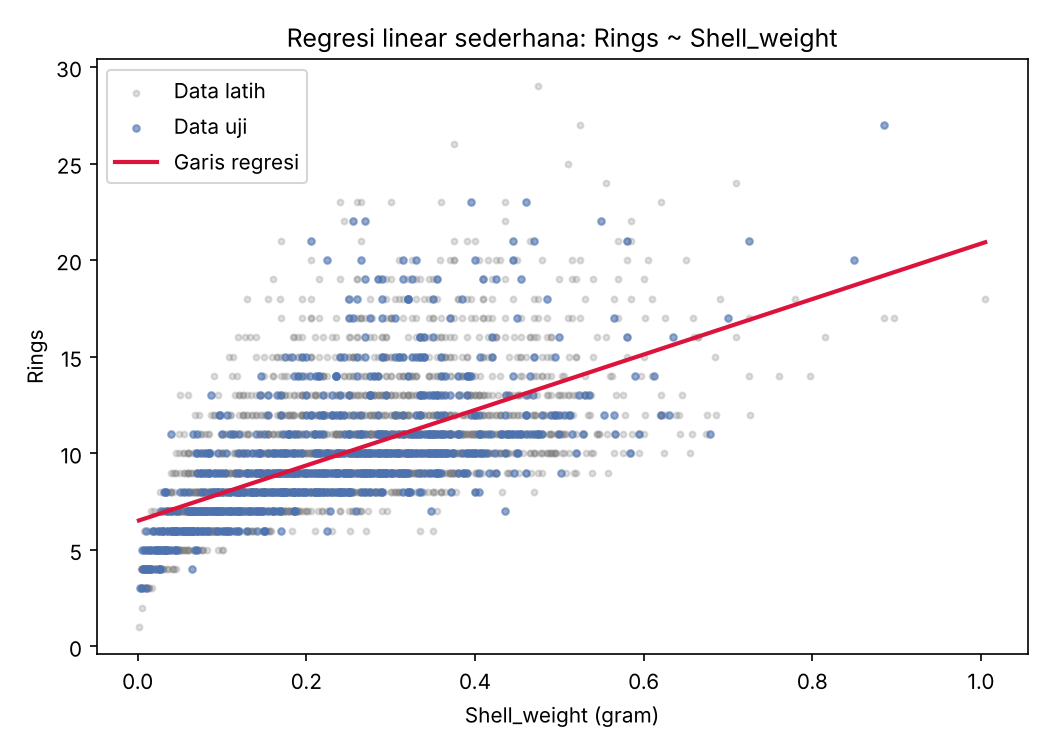 Regresi linear sederhana: Rings ~ Shell_weight
30
25
20
15
10
5
0
Rings
Data latih
Data uji
Garis regresi
0.0 0.2 0.4 0.6 0.8 1.0
Shell_weight (gram)